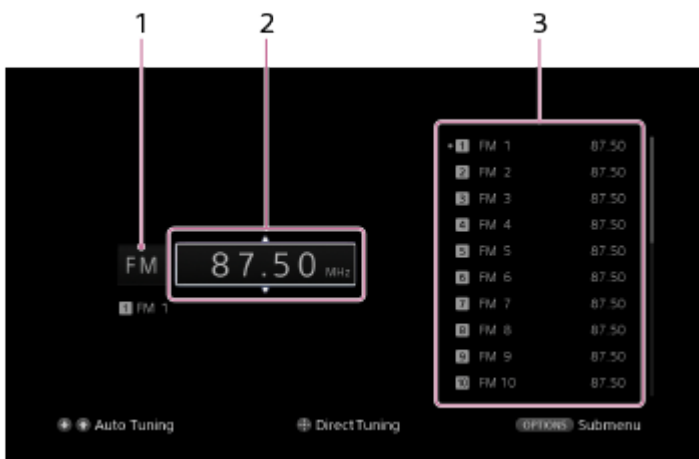 1 2 3
FM
87.50 MHz
1 FM 1
1 FM 1 87.50
2 FM 2 87.50
3 FM 3 87.50
4 FM 4 87.50
5 FM 5 87.50
6 FM 6 87.50
7 FM 7 87.50
8 FM 8 87.50
9 FM 9 87.50
10 FM 10 87.50
Auto Tuning
Direct Tuning
OPTIONS Submenu